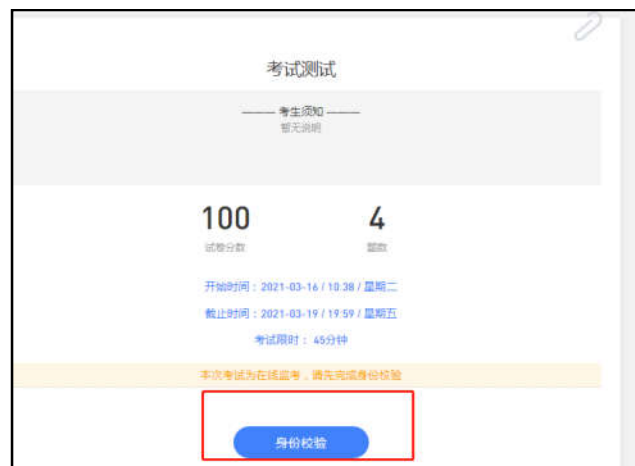 考试测试
——— 考生须知 ———
暂无说明
100 4
试卷分数 题数
开始时间：2021-03-16 / 10:38 / 星期二
截止时间：2021-03-19 / 19:59 / 星期五
考试限时： 45分钟
本次考试为在线监考，请先完成身份校验
身份校验